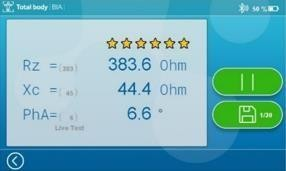 Total body | BIA |
50 %
Rz = (383) 383.6 Ohm
Xc = (45) 44.4 Ohm
PhA= (6) 6.6 °
Live Test
1/20